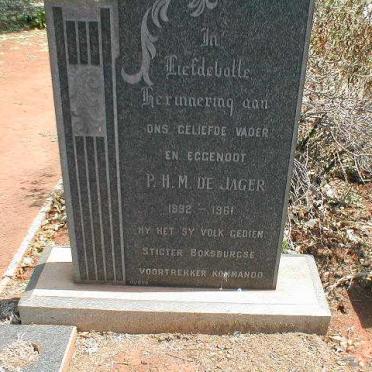 In
Liefdevolle
Herinnering aan
ONS GELIEFDE VADER
EN EGGENOOT
P. H. M. DE JAGER
1892 - 1961
HY HET SY VOLK GEDIEN
STIGTER BOKSBURGSE
VOORTREKKER KOMMANDO